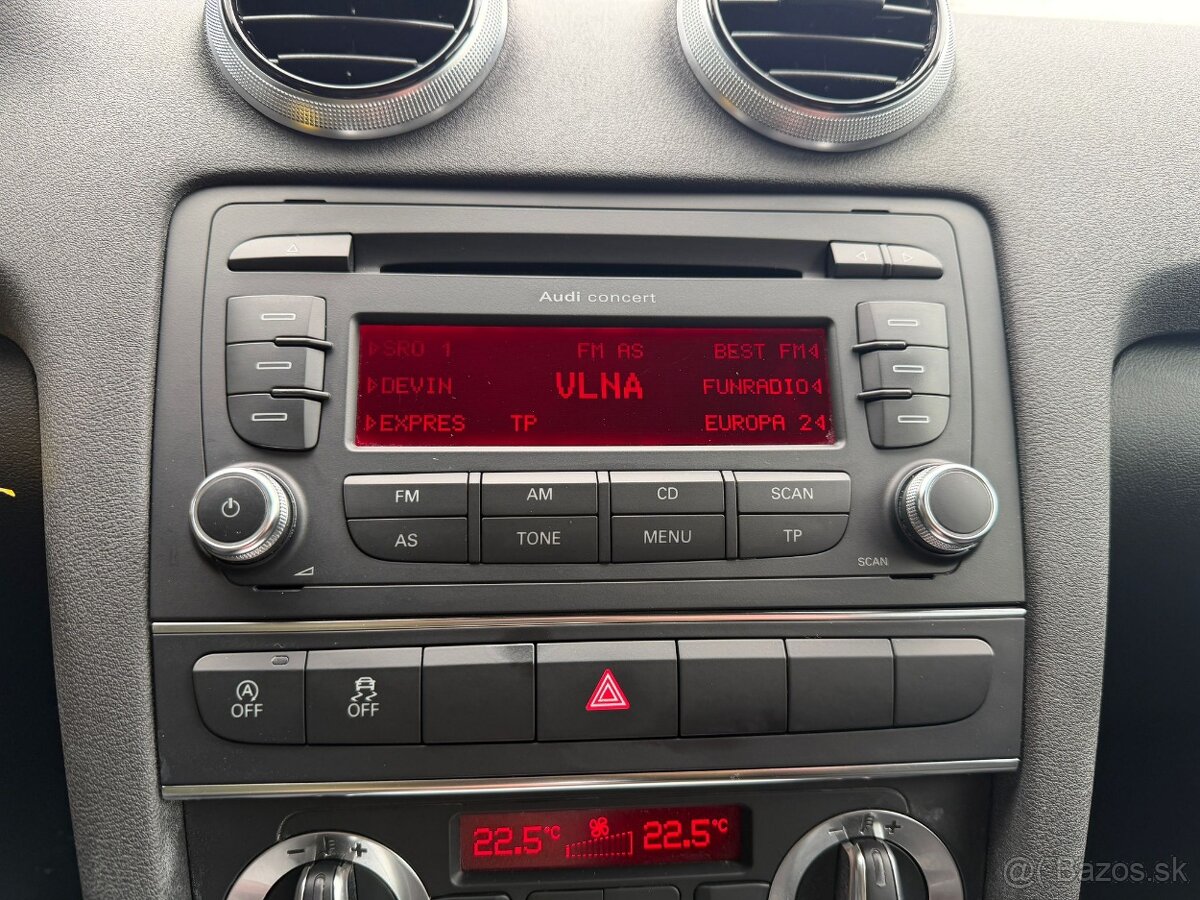 Audi concert
SRO 1 FM AS BEST FM
DEVIN VLNA FUNRADIO
EXPRES TP EUROPA 2
FM AM CD SCAN
AS TONE MENU TP
SCAN
A
OFF OFF
22.5°C 22.5°C
- + - +
@ Bazos.sk